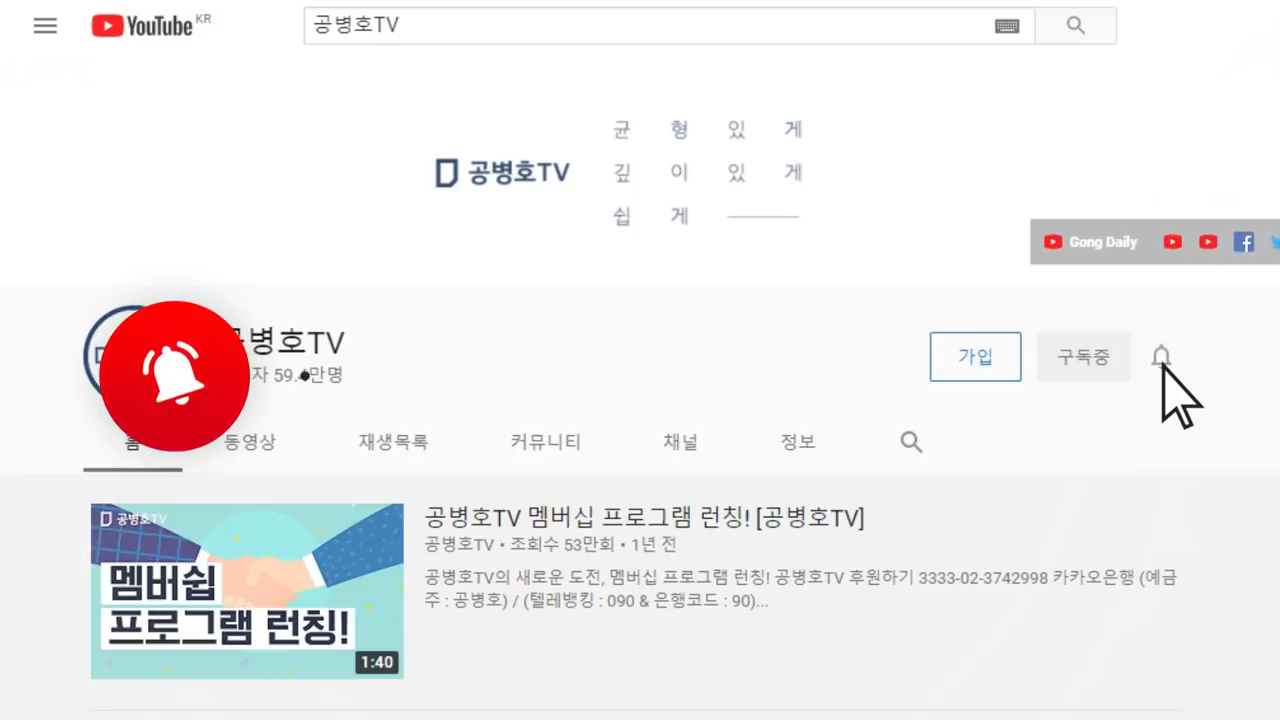 YouTube KR
공병호TV
균형있게
공병호TV
깊이있게
쉽게
Gong Daily
공병호TV
가입
구독중
자 59.만명
홈
동영상
재생목록
커뮤니티
채널
정보
공병호TV
멤버쉽
프로그램 런칭!
1:40
공병호TV 멤버십 프로그램 런칭! [공병호TV]
공병호TV • 조회수 53만회 • 1년 전
공병호TV의 새로운 도전, 멤버십 프로그램 런칭! 공병호TV 후원하기 3333-02-3742998 카카오은행 (예금
주 : 공병호) / (텔레뱅킹 : 090 & 은행코드 : 90)...